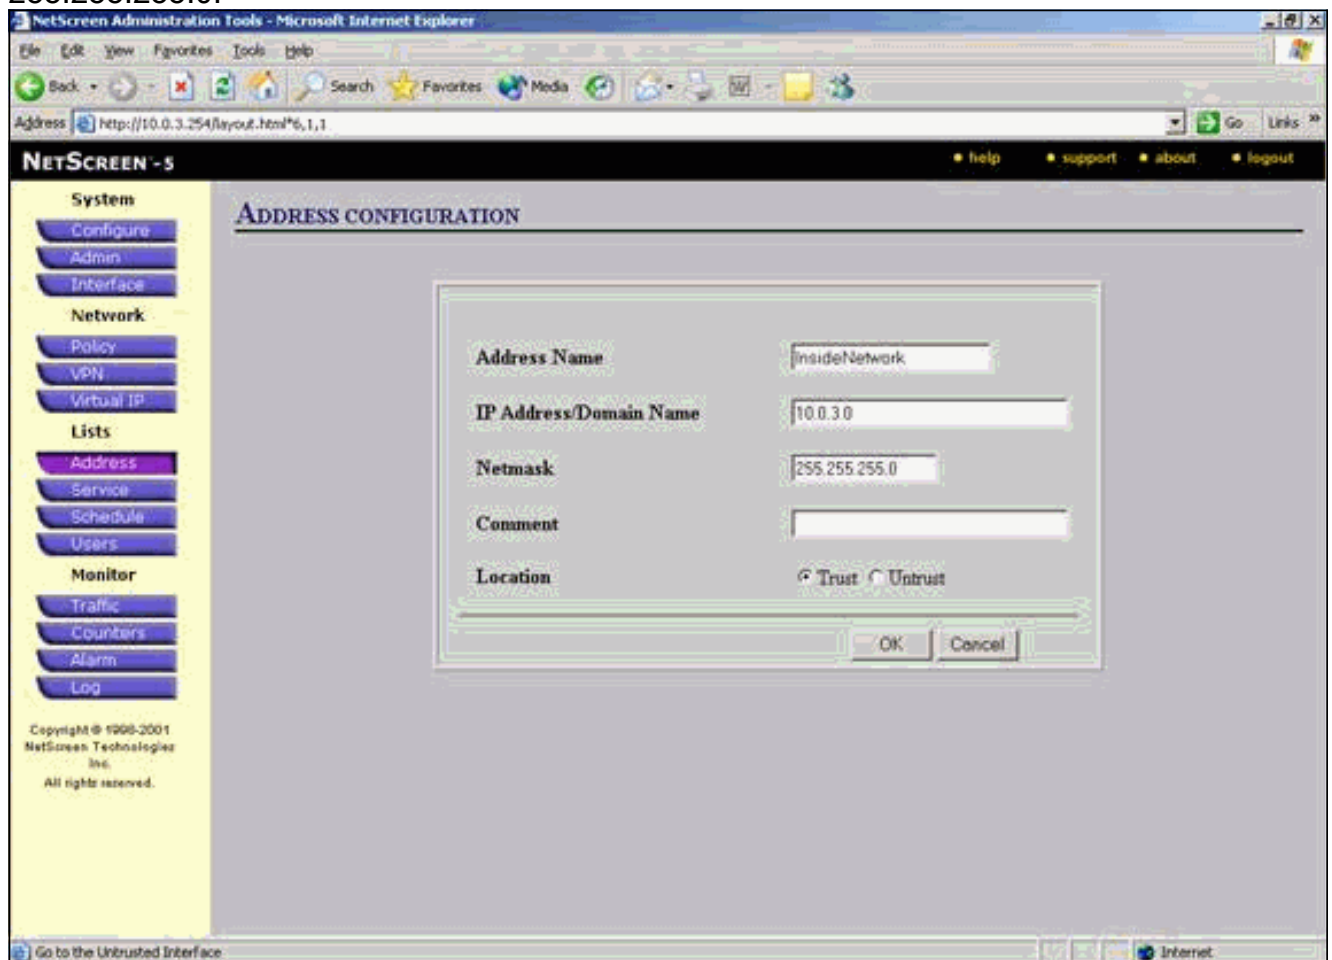 255.255.255.0.
NetScreen Administration Tools - Microsoft Internet Explorer
File Edit View Favorites Tools Help
Back Search Favorites Media
Address http://10.0.3.254/layout.html*6,1,1 Go Links »
NETSCREEN-5 help support about logout
System
Configure
Admin
Interface
Network
Policy
VPN
Virtual IP
Lists
Address
Service
Schedule
Users
Monitor
Traffic
Counters
Alarm
Log
Copyright © 1998-2001
NetScreen Technologies
Inc.
All rights reserved.
ADDRESS CONFIGURATION
Address Name InsideNetwork
IP Address/Domain Name 10.0.3.0
Netmask 255.255.255.0
Comment
Location Trust Untrust
OK Cancel
Go to the Untrusted Interface Internet